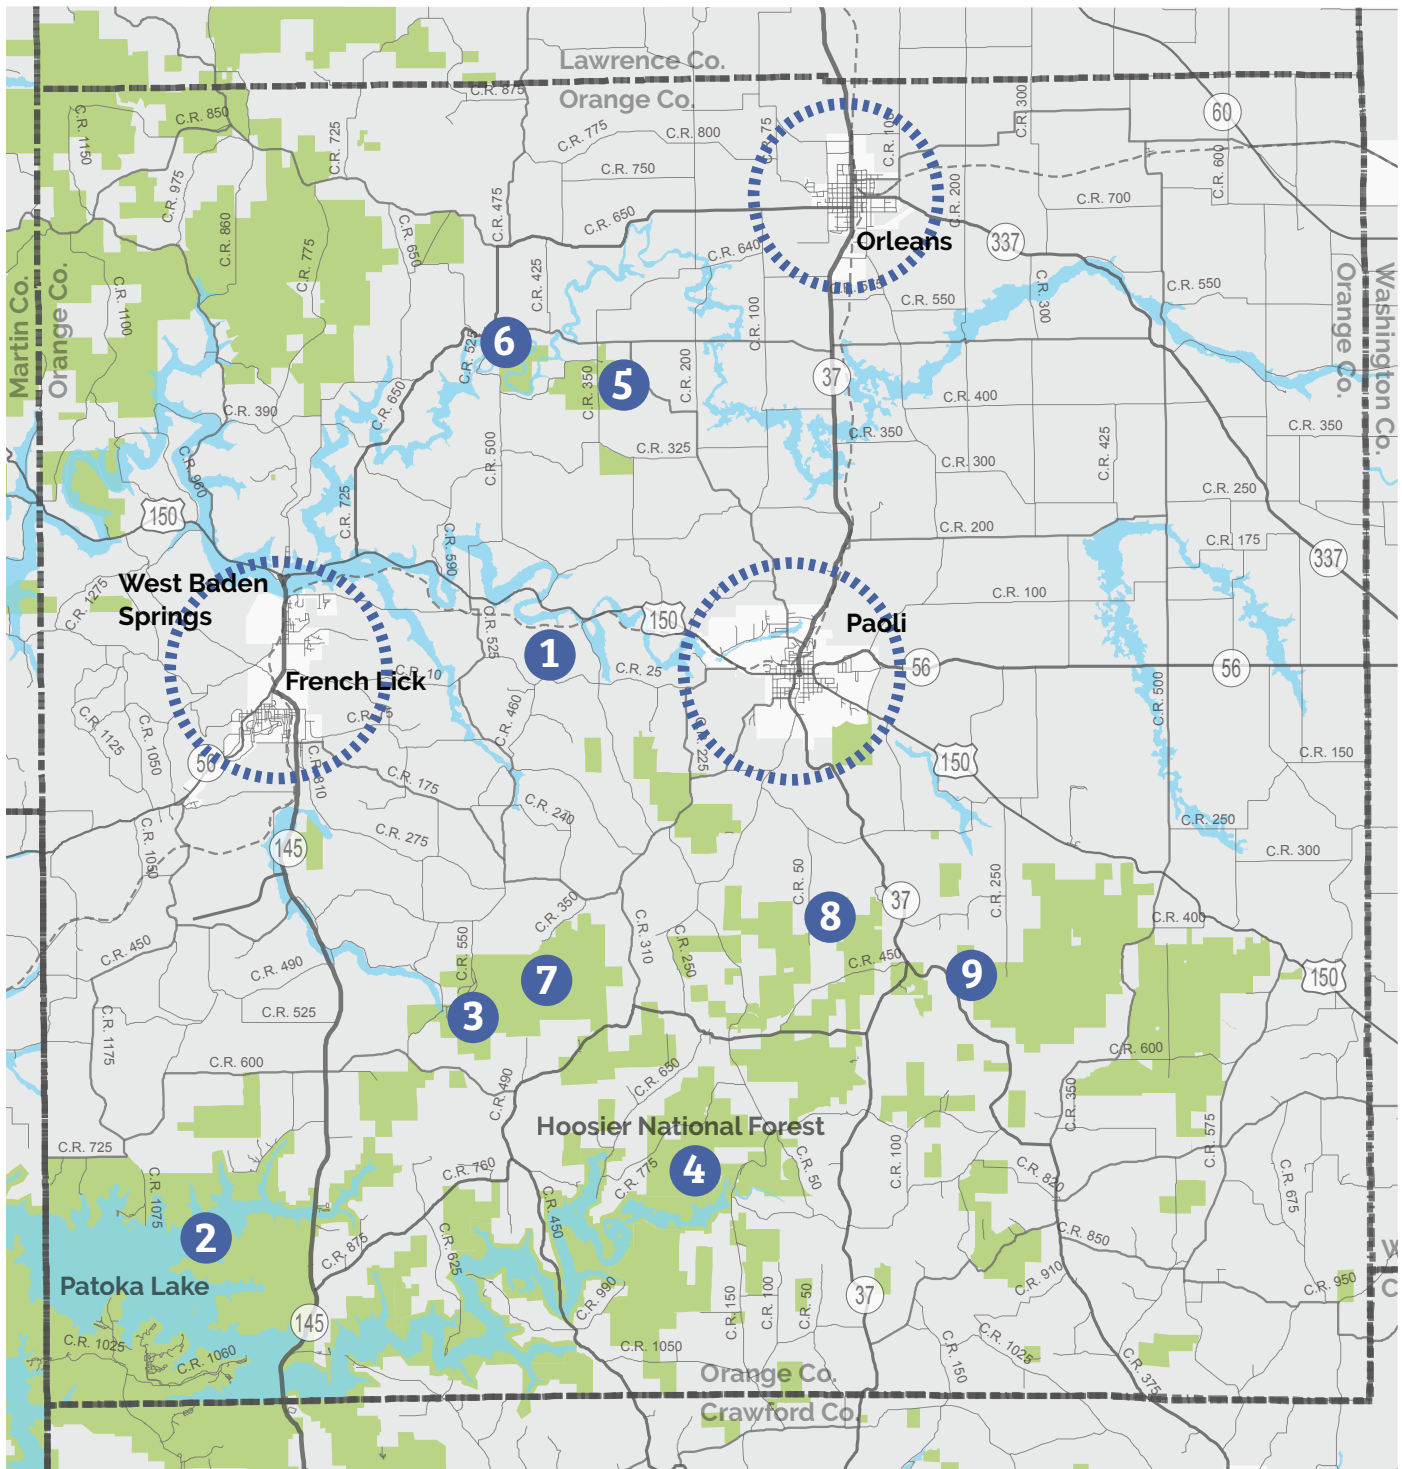 Lawrence Co.
Orange Co.
C.R. 875
C.R. 850
C.R. 1150
C.R. 725
C.R. 775
C.R. 800
C.R. 300
60
C.R. 750
C.R. 600
C.R. 975
C.R. 200
C.R. 700
C.R. 860
C.R. 475
C.R. 650
C.R. 650
C.R. 640
Orleans
337
C.R. 775
C.R. 425
C.R. 300
C.R. 550
C.R. 550
Martin Co.
Orange Co.
Orange Co.
Washington Co.
C.R. 1100
C.R. 100
6
C.R. 525
5
C.R. 350
C.R. 200
37
C.R. 400
C.R. 650
C.R. 390
C.R. 350
C.R. 350
C.R. 325
C.R. 425
C.R. 500
C.R. 300
C.R. 960
C.R. 250
150
C.R. 725
C.R. 200
C.R. 175
C.R. 590
337
West Baden
Springs
C.R. 1275
C.R. 100
150
Paoli
C.R. 525
1
C.R. 25
56
56
C.R. 10
French Lick
C.R. 500
C.R. 460
C.R. 1125
C.R. 1050
56
C.R. 810
C.R. 175
C.R. 225
150
C.R. 150
C.R. 240
C.R. 1050
145
C.R. 275
C.R. 250
C.R. 300
C.R. 50
C.R. 250
37
8
C.R. 350
C.R. 400
C.R. 450
C.R. 550
C.R. 310
C.R. 250
C.R. 450
C.R. 490
7
9
150
3
C.R. 525
C.R. 1175
C.R. 600
C.R. 600
C.R. 490
C.R. 650
C.R. 350
Hoosier National Forest
C.R. 575
C.R. 725
C.R. 100
C.R. 760
C.R. 775
4
C.R. 50
C.R. 820
C.R. 675
C.R. 1075
C.R. 450
2
C.R. 875
C.R. 625
C.R. 850
Patoka Lake
C.R. 990
C.R. 150
C.R. 100
C.R. 50
37
C.R. 910
C.R. 950
145
C.R. 1025
C.R. 1060
C.R. 1050
C.R. 150
C.R. 1025
C.R. 375
Orange Co.
Crawford Co.